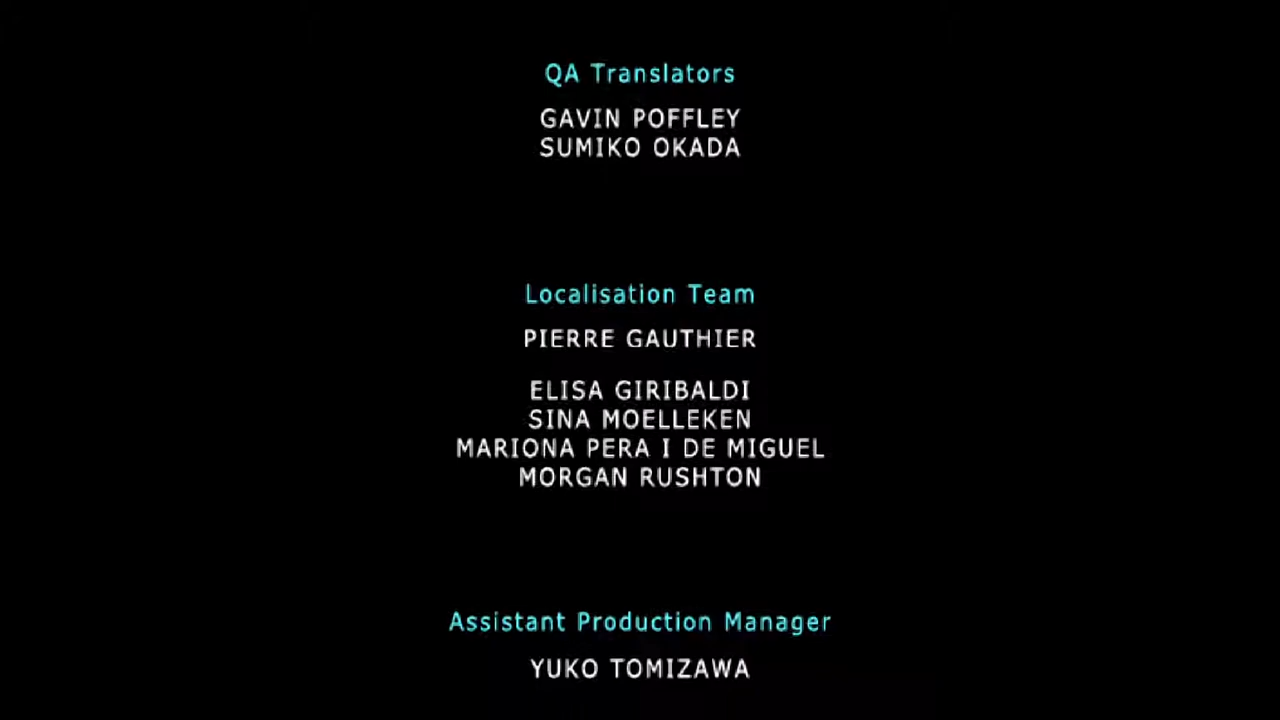 QA Translators
GAVIN POFFLEY
SUMIKO OKADA
Localisation Team
PIERRE GAUTHIER
ELISA GIRIBALDI
SINA MOELLEKEN
MARIONA PERA I DE MIGUEL
MORGAN RUSHTON
Assistant Production Manager
YUKO TOMIZAWA